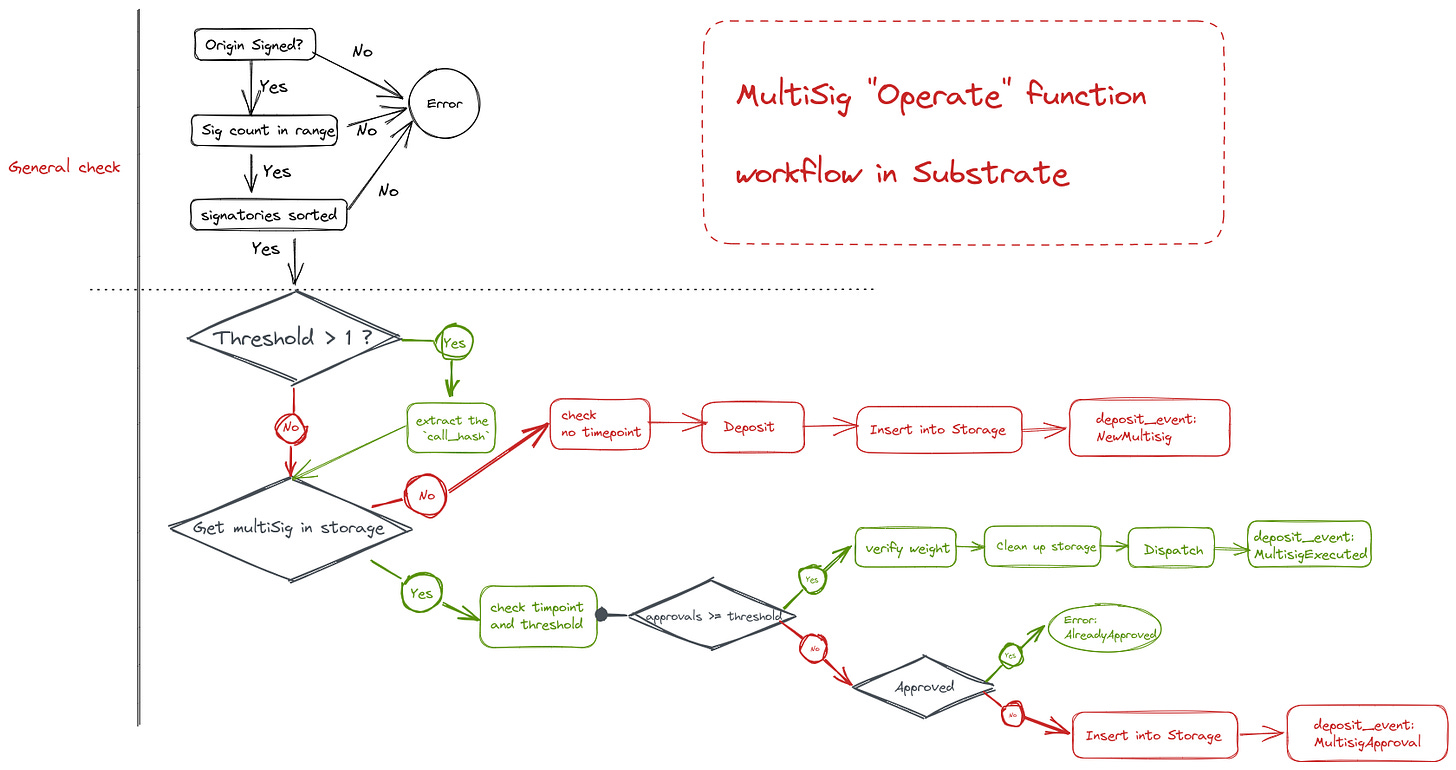 Origin Signed?
No
Yes
Error
Sig count in range
No
Yes
General check
signatories sorted
No
Yes
MultiSig "Operate" function
workflow in Substrate
Threshold > 1 ?
Yes
No
extract the
`call_hash`
check
no timepoint
Deposit
Insert into Storage
deposit_event:
NewMultisig
No
Get multiSig in storage
Yes
check timpoint
and threshold
approvals >= threshold
Yes
verify weight
Clean up storage
Dispatch
deposit_event:
MultisigExecuted
No
Approved
Yes
Error:
AlreadyApproved
No
Insert into Storage
deposit_event:
MultisigApproval